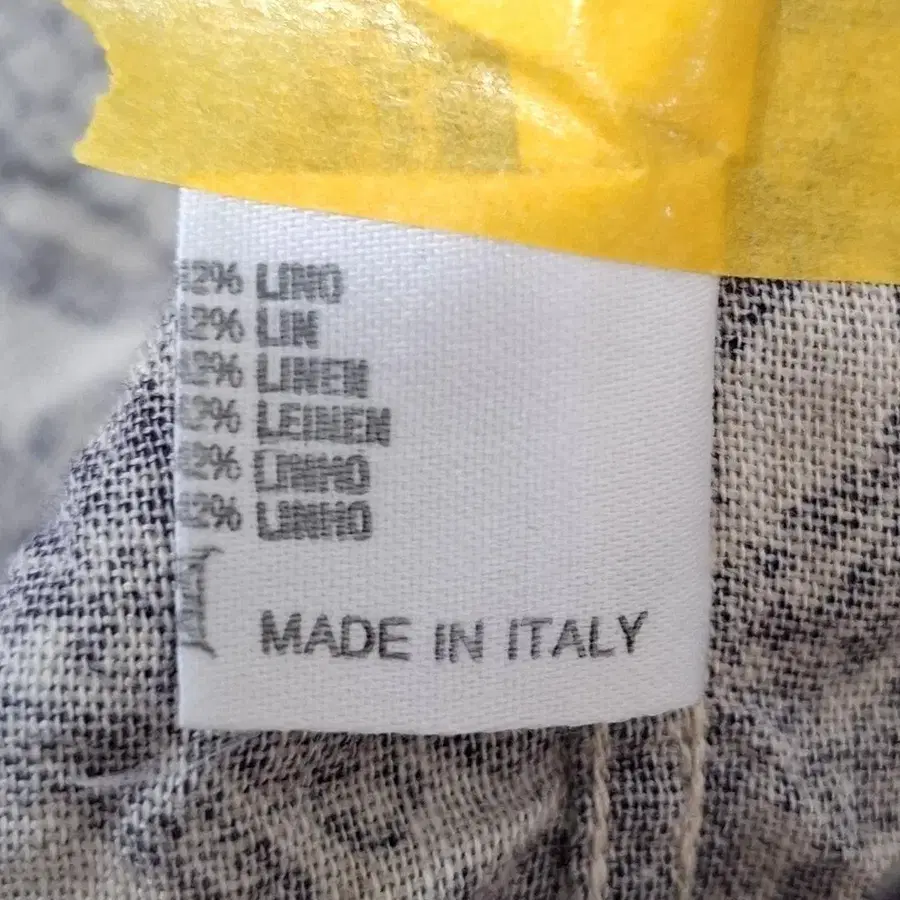 2% LINO
2% LIN
2% LINEN
2% LEINEN
2% LINHO
2% LINHO
MADE IN ITALY